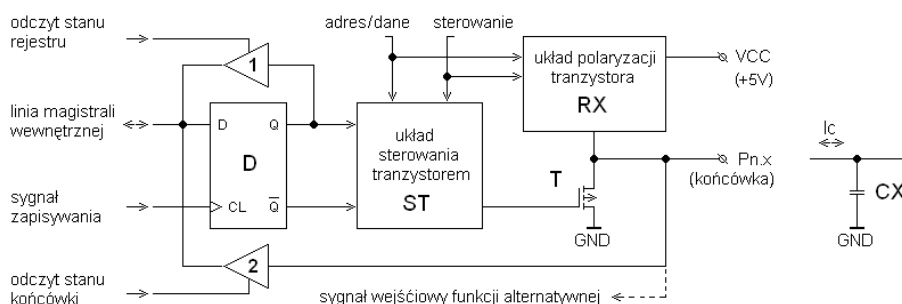 odczyt stanu
rejestru
adres/dane
sterowanie
układ polaryzacji
tranzystora
RX
VCC
(+5V)
1
linia magistrali
wewnętrznej
D
Q
D
układ
sterowania
tranzystorem
ST
Ic
T
Pn.x
(końcówka)
CX
sygnał
zapisywania
CL
Q
GND
GND
2
odczyt stanu
końcówki
sygnał wejściowy funkcji alternatywnej